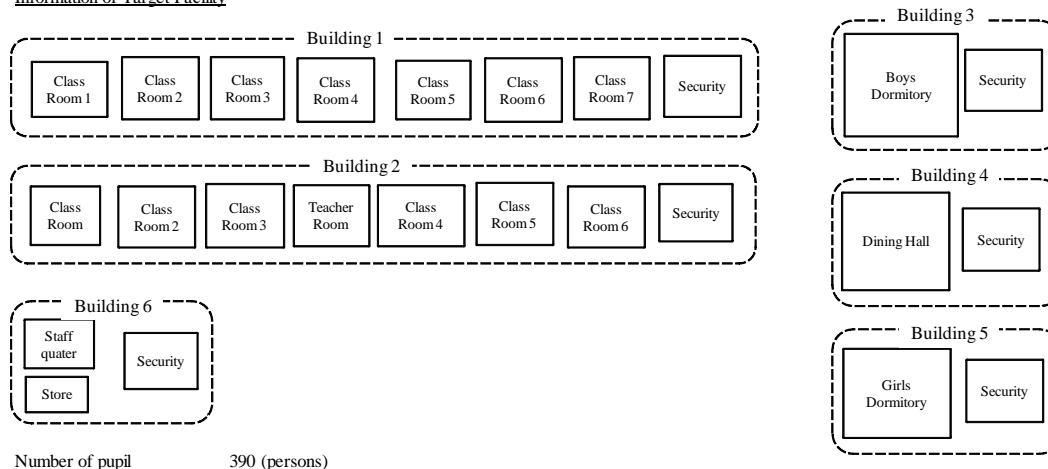 Information of Target Facility
Building 1
Class
Room 1
Class
Room 2
Class
Room 3
Class
Room 4
Class
Room 5
Class
Room 6
Class
Room 7
Security
Building 2
Class
Room
Class
Room 2
Class
Room 3
Teacher
Room
Class
Room 4
Class
Room 5
Class
Room 6
Security
Building 6
Staff
quater
Store
Security
Building 3
Boys
Dormitory
Security
Building 4
Dining Hall
Security
Building 5
Girls
Dormitory
Security
Number of pupil 390 (persons)